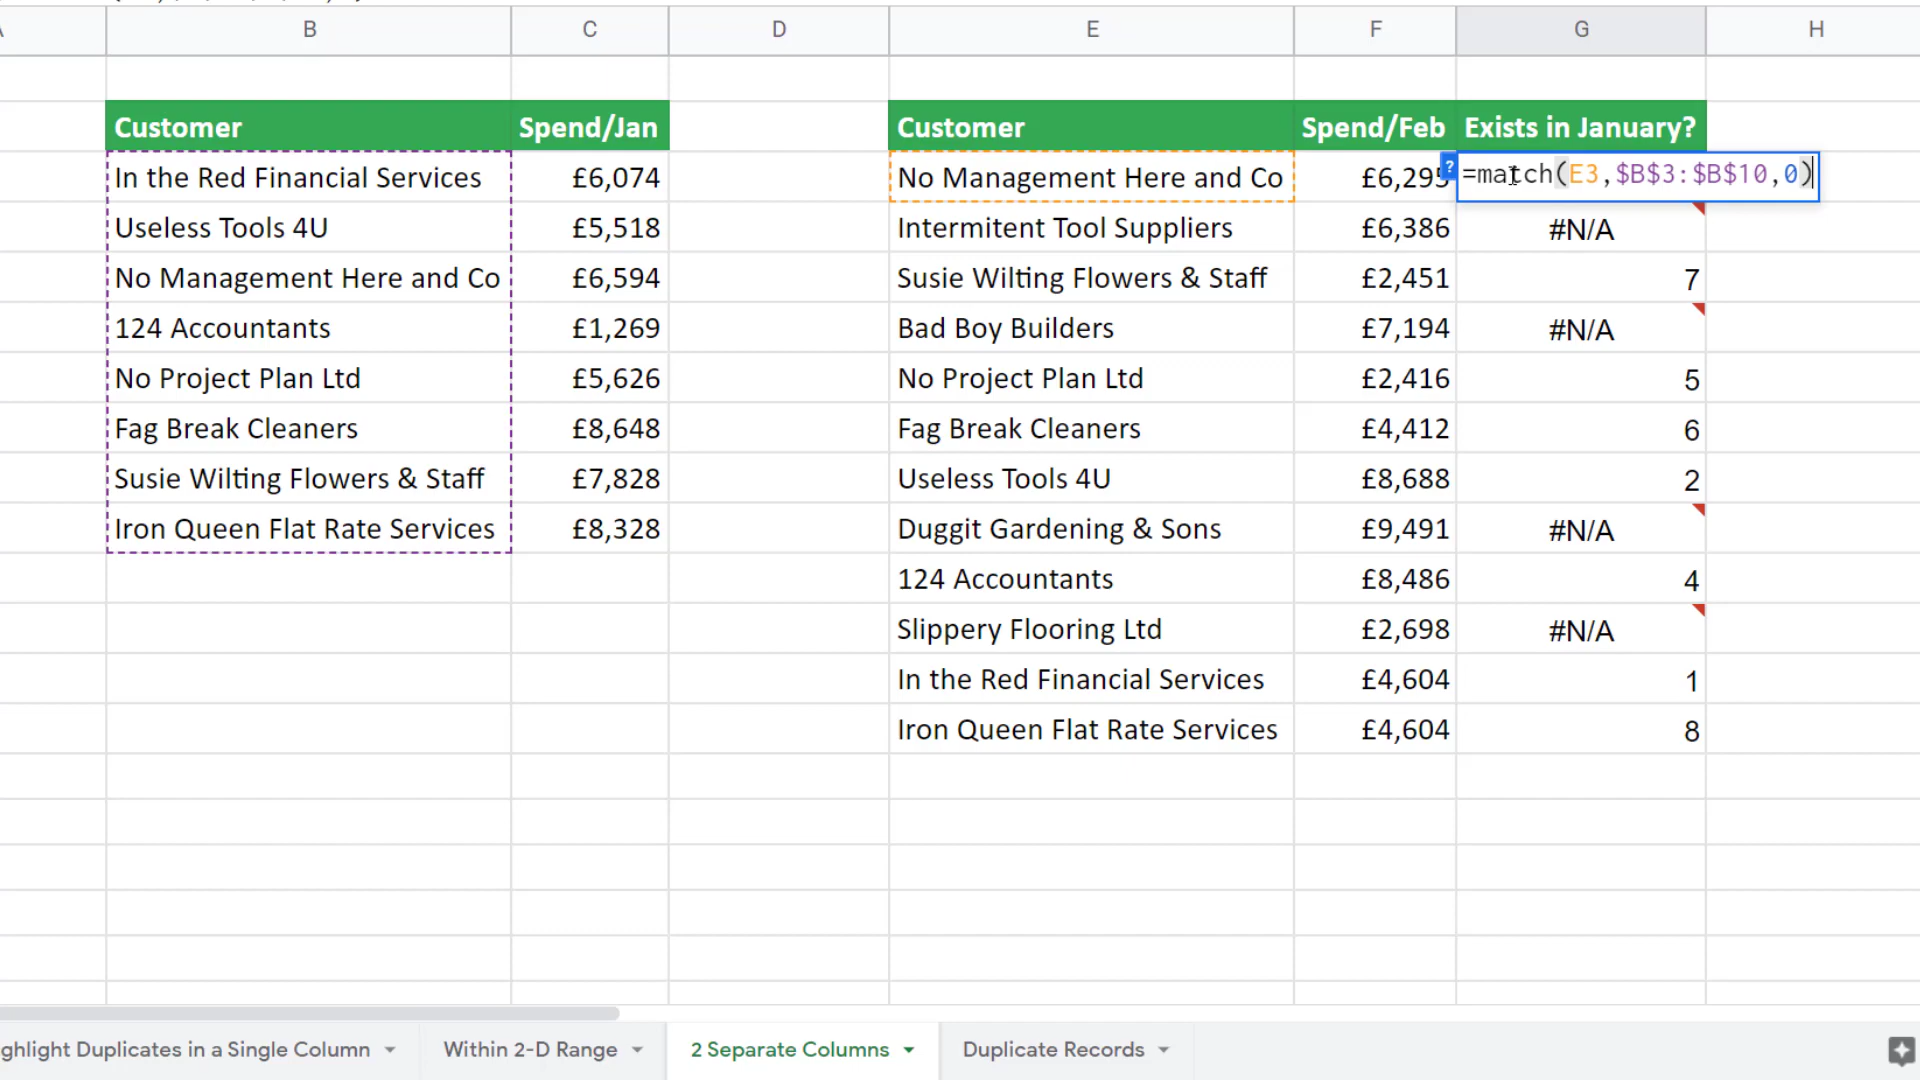 B C D E F G H
Customer Spend/Jan Customer Spend/Feb Exists in January?
In the Red Financial Services £6,074 No Management Here and Co £6,295 ? =match(E3,$B$3:$B$10,0)
Useless Tools 4U £5,518 Intermitent Tool Suppliers £6,386 #N/A
No Management Here and Co £6,594 Susie Wilting Flowers & Staff £2,451 7
124 Accountants £1,269 Bad Boy Builders £7,194 #N/A
No Project Plan Ltd £5,626 No Project Plan Ltd £2,416 5
Fag Break Cleaners £8,648 Fag Break Cleaners £4,412 6
Susie Wilting Flowers & Staff £7,828 Useless Tools 4U £8,688 2
Iron Queen Flat Rate Services £8,328 Duggit Gardening & Sons £9,491 #N/A
124 Accountants £8,486 4
Slippery Flooring Ltd £2,698 #N/A
In the Red Financial Services £4,604 1
Iron Queen Flat Rate Services £4,604 8
ghlight Duplicates in a Single Column Within 2-D Range 2 Separate Columns Duplicate Records